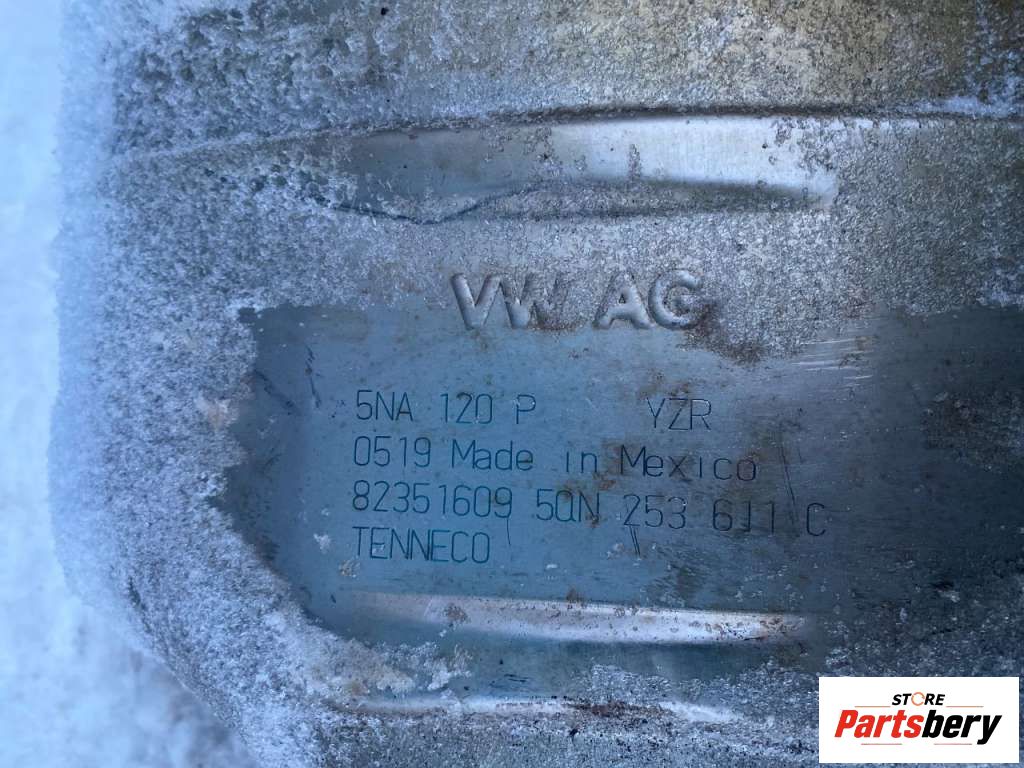 VW AG
5NA 120 P YZR
0519 Made in Mexico
82351609 5QN 253 611 C
TENNECO
STORE
Partsbery